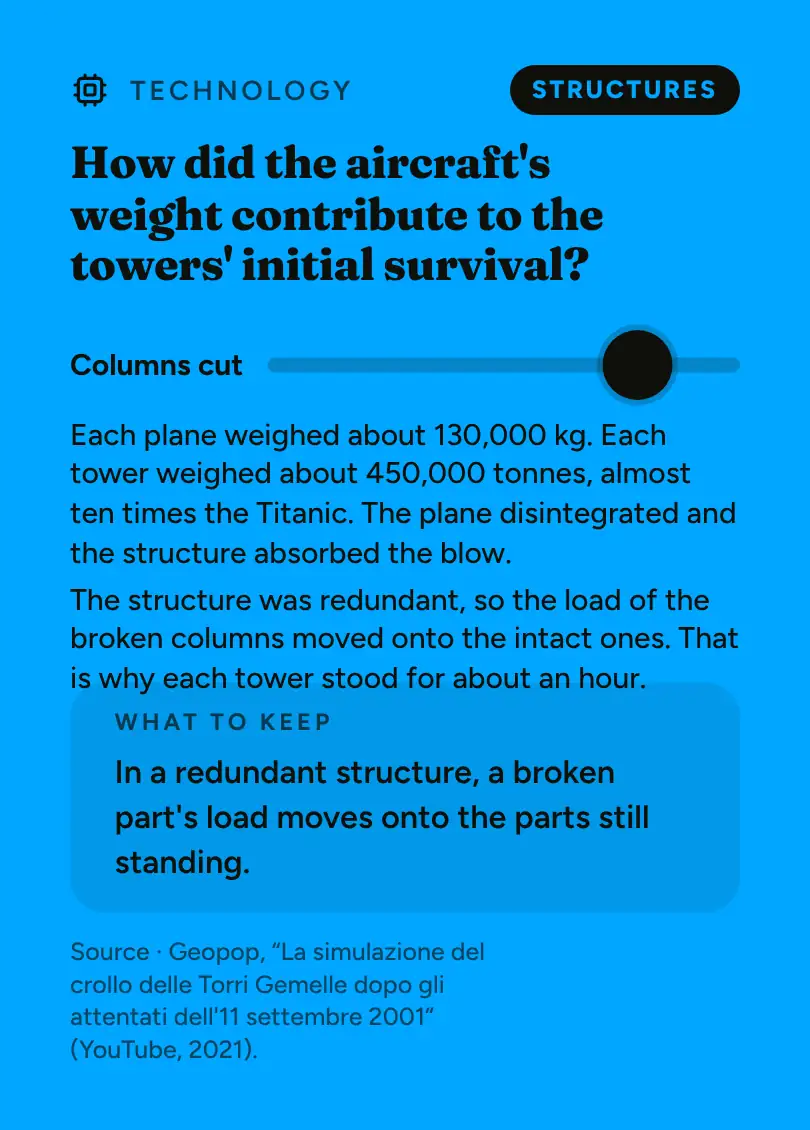 TECHNOLOGY
STRUCTURES
How did the aircraft's
weight contribute to the
towers' initial survival?
Columns cut
Each plane weighed about 130,000 kg. Each
tower weighed about 450,000 tonnes, almost
ten times the Titanic. The plane disintegrated and
the structure absorbed the blow.
The structure was redundant, so the load of the
broken columns moved onto the intact ones. That
is why each tower stood for about an hour.
WHAT TO KEEP
In a redundant structure, a broken
part's load moves onto the parts still
standing.
Source · Geopop, “La simulazione del
crollo delle Torri Gemelle dopo gli
attentati dell'11 settembre 2001”
(YouTube, 2021).